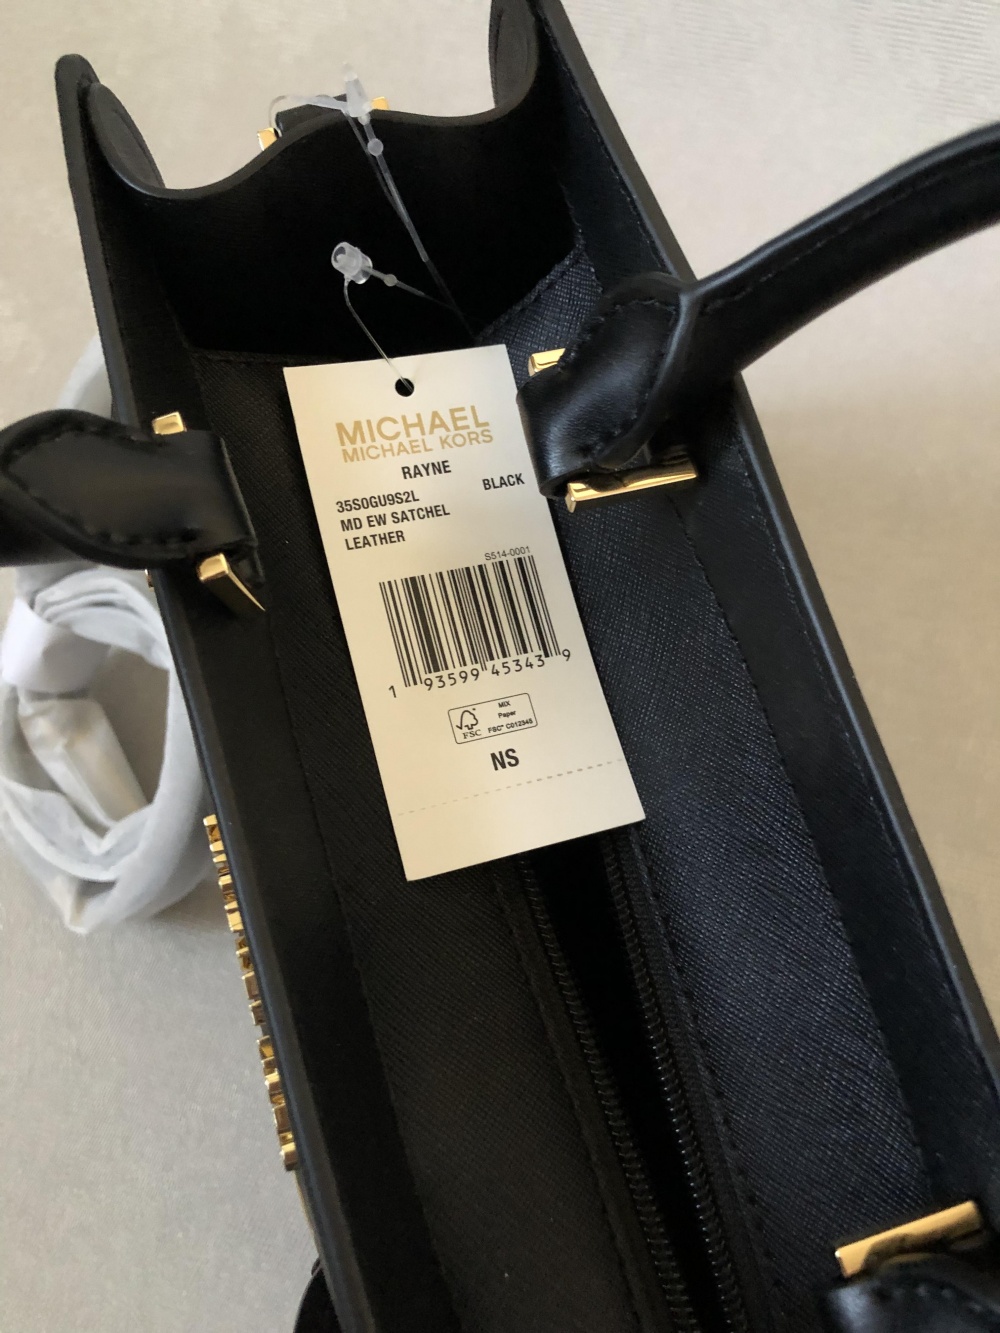 MICHAEL
MICHAEL KORS
RAYNE
35S0GU9S2L BLACK
MD EW SATCHEL
LEATHER
S514-0001
1 93599 45343 9
FSC
MIX
Paper
FSC® C012345
NS